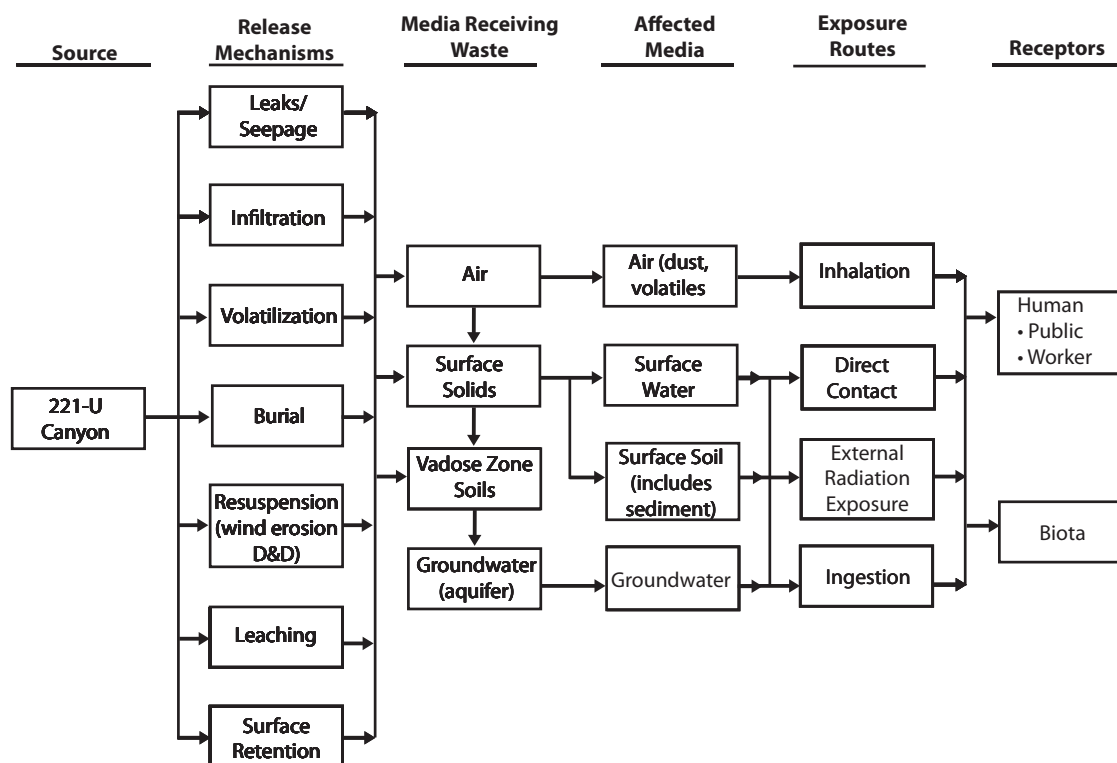 Source
Release
Mechanisms
Media Receiving
Waste
Affected
Media
Exposure
Routes
Receptors
221-U
Canyon
Leaks/
Seepage
Infiltration
Volatilization
Burial
Resuspension
(wind erosion
D&D)
Leaching
Surface
Retention
Air
Surface
Solids
Vadose Zone
Soils
Groundwater
(aquifer)
Air (dust,
volatiles
Surface
Water
Surface Soil
(includes
sediment)
Groundwater
Inhalation
Direct
Contact
External
Radiation
Exposure
Ingestion
Human
• Public
• Worker
Biota